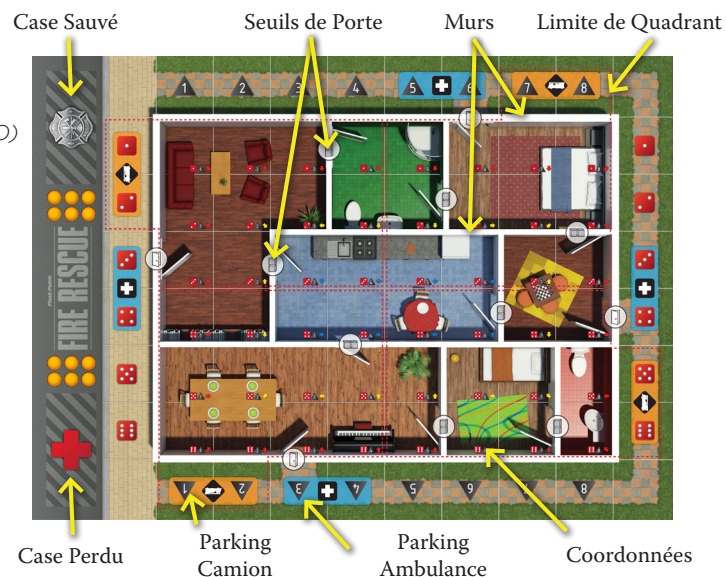 Case Sauvé
Seuils de Porte
Murs
Limite de Quadrant
O)
1 2 3 4 5 6 7 8
FIRE RESCUE
1 2 3 4 5 6 7 8
Case Perdu
Parking
Camion
Parking
Ambulance
Coordonnées